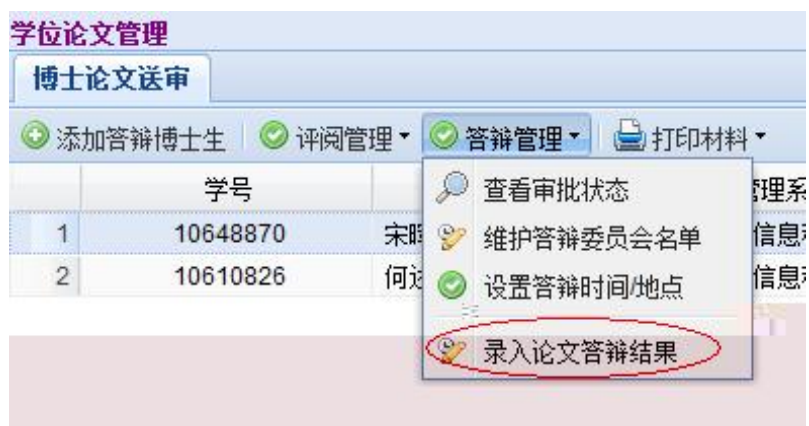 学位论文管理
博士论文送审
添加答辩博士生 评阅管理 答辩管理 打印材料
学号 管理系
1 10648870 宋 信息
2 10610826 何 信息
查看审批状态
维护答辩委员会名单
设置答辩时间/地点
录入论文答辩结果